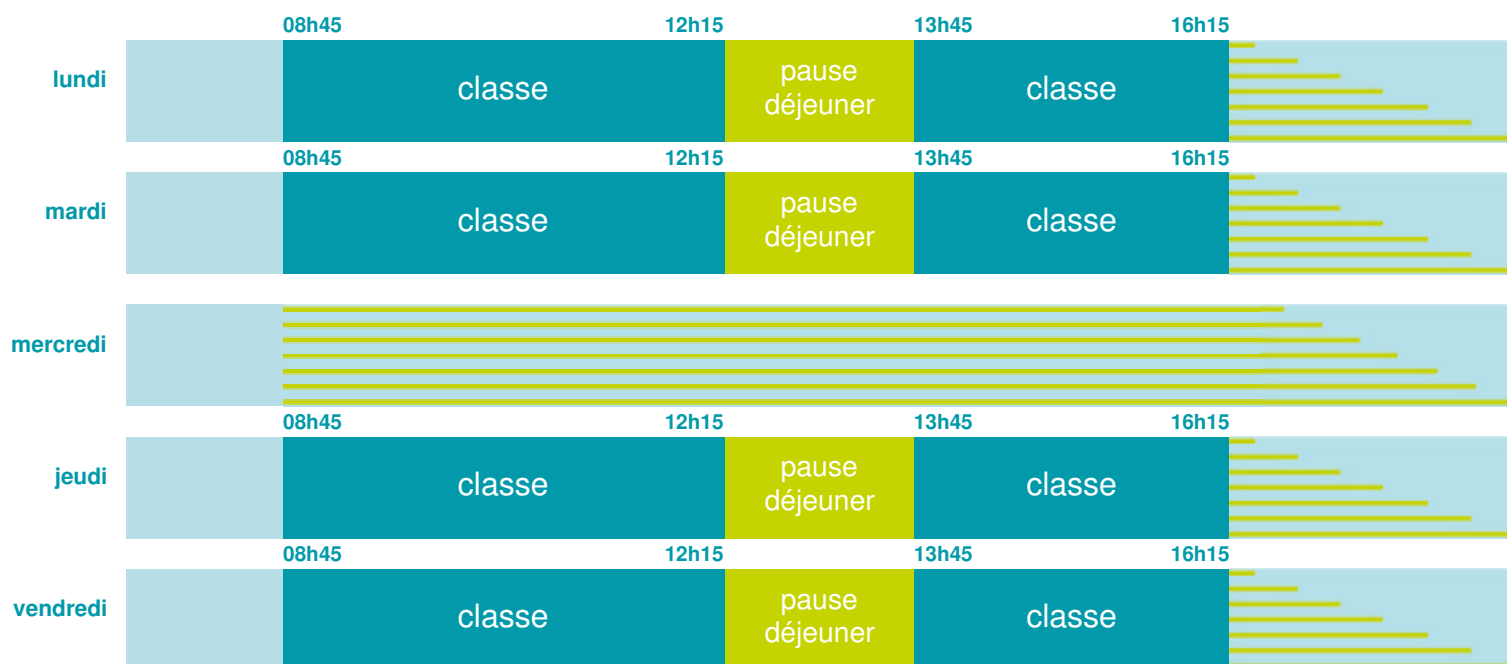 08h45 12h15 13h45 16h15
lundi classe pause déjeuner classe
08h45 12h15 13h45 16h15
mardi classe pause déjeuner classe
mercredi
08h45 12h15 13h45 16h15
jeudi classe pause déjeuner classe
08h45 12h15 13h45 16h15
vendredi classe pause déjeuner classe